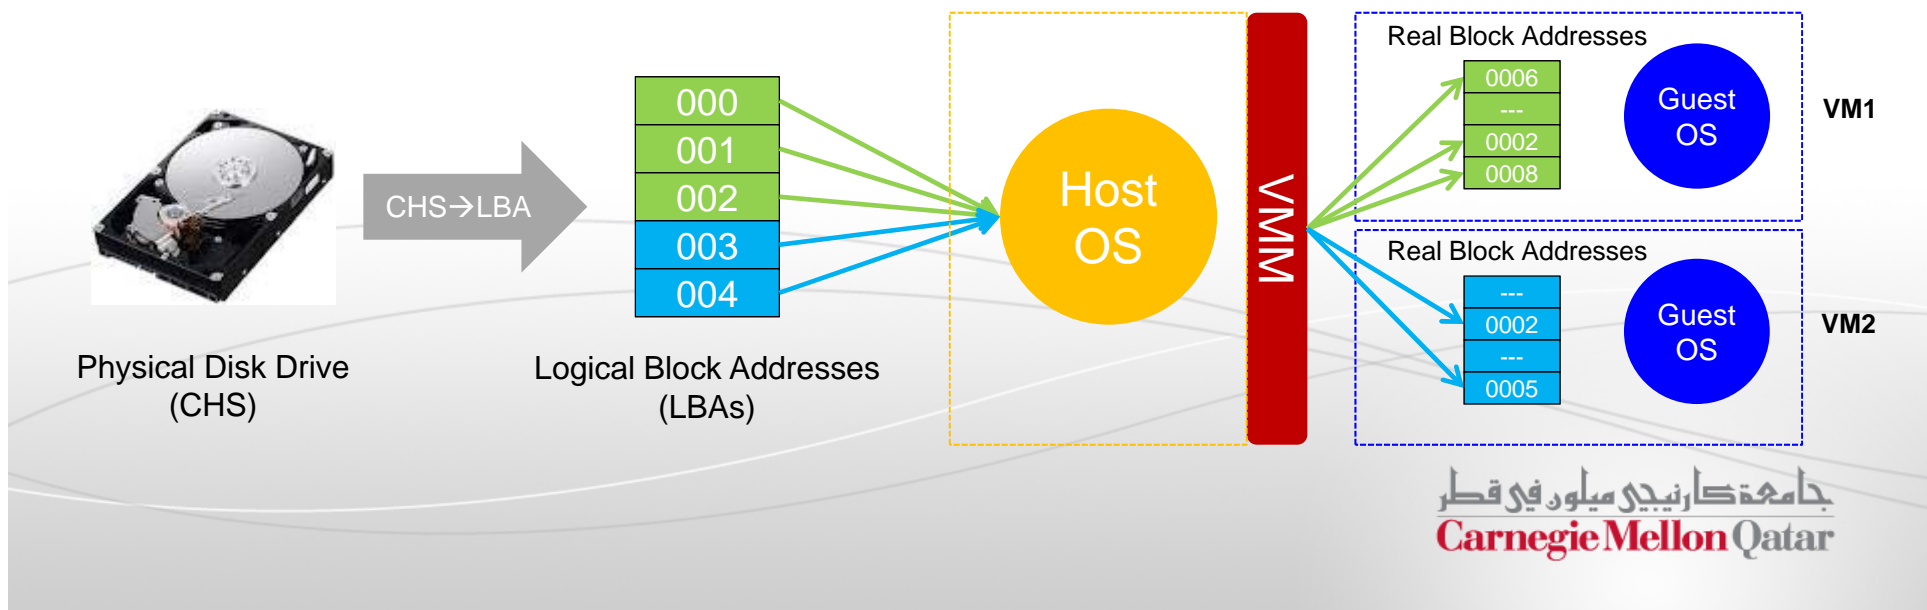 Physical Disk Drive
(CHS)
CHS→LBA
000
001
002
003
004
Logical Block Addresses
(LBAs)
Host
OS
VMM
Real Block Addresses
0006
---
0002
0008
Guest
OS
VM1
Real Block Addresses
---
0002
---
0005
Guest
OS
VM2
جامعة كارنيجي ميلون في قطر
Carnegie Mellon Qatar